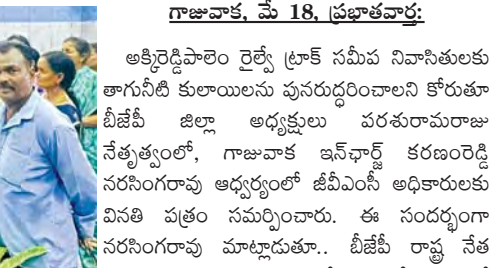 గాజువాక, మే 18, ప్రభాతవార్త:
అక్కిరెడ్డిపాలెం రైల్వే ట్రాక్ సమీప నివాసితులకు
తాగునీటి కులాయిలను పునరుద్ధరించాలని కోరుతూ
బీజేపీ జిల్లా అధ్యక్షులు పరశురామరాజు
నేతృత్వంలో, గాజువాక ఇన్‌ఛార్జ్ కరణంరెడ్డి
నరసింగరావు ఆధ్వర్యంలో జీవీఎంసీ అధికారులకు
వినతి పత్రం సమర్పించారు. ఈ సందర్భంగా
నరసింగరావు మాట్లాడుతూ.. బీజేపీ రాష్ట్ర నేత